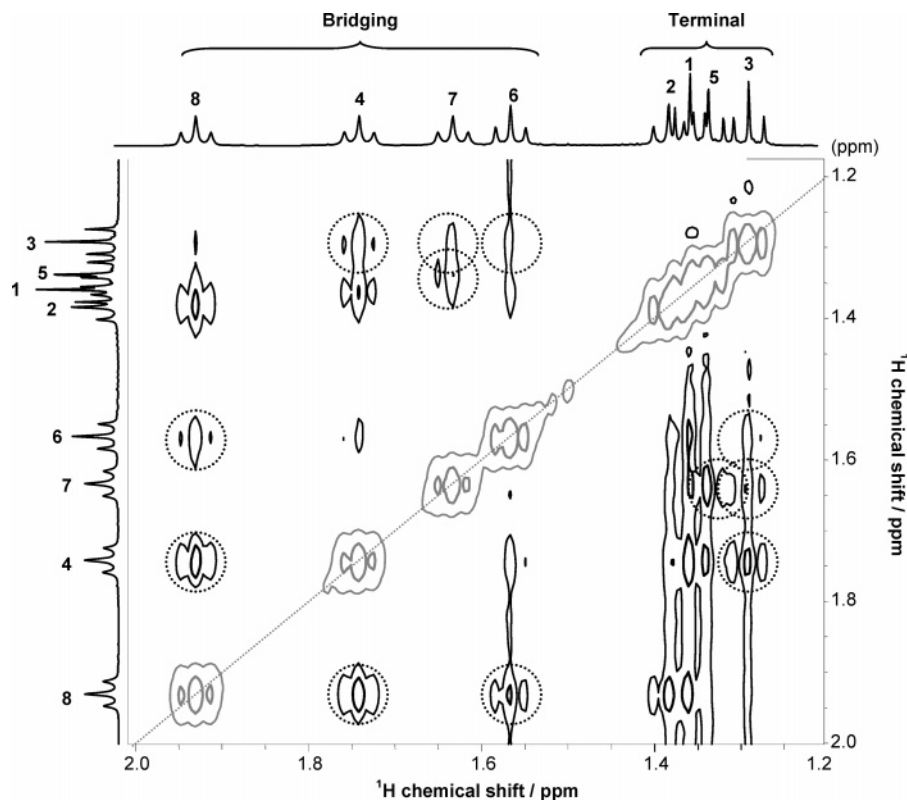 Bridging Terminal
8 4 7 6 2 1 5 3
(ppm)
1.2
3
5
1
2
1.4
6
1.6
7
4
1.8
8
2.0
¹H chemical shift / ppm
2.0 1.8 1.6 1.4 1.2
¹H chemical shift / ppm